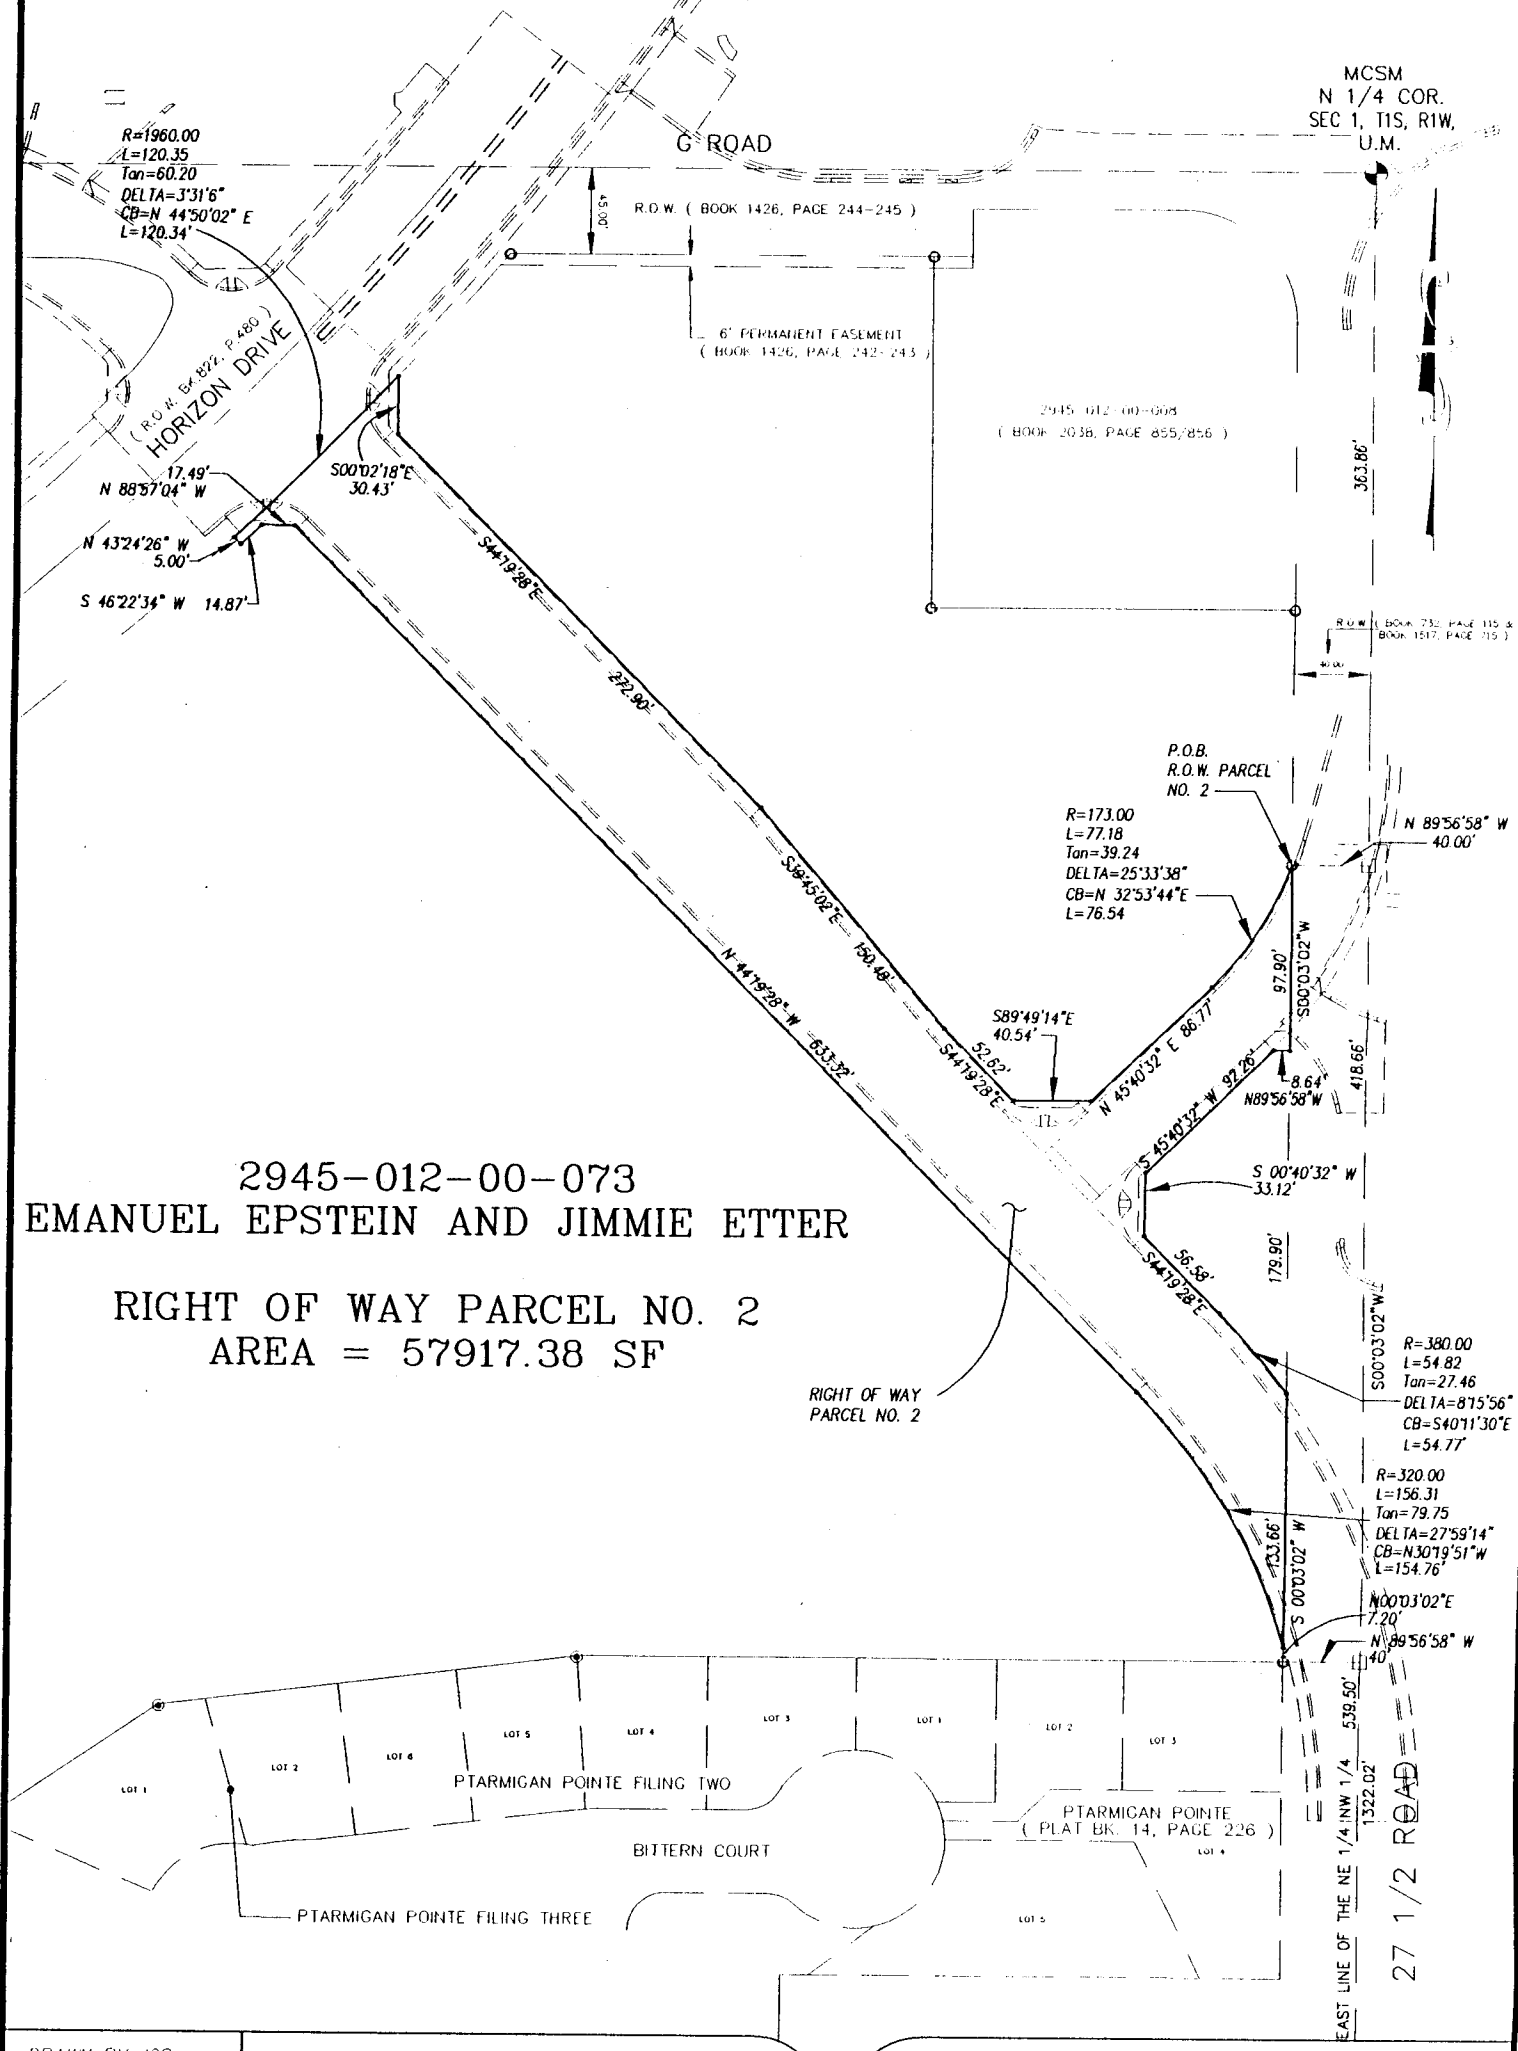 MCSM
N 1/4 COR.
SEC 1, T1S, R1W,
U.M.
G ROAD
R=1960.00
L=120.35
Tan=60.20
DELTA=3°31'6"
CB=N 44°50'02" E
L=120.34'
45.00'
R.O.W. ( BOOK 1426, PAGE 244-245 )
6' PERMANENT EASEMENT
( BOOK 1426, PAGE 242-243 )
( R.O.W. BK.822, P.480 )
HORIZON DRIVE
2945-012-00-008
( BOOK 2038, PAGE 855/856 )
363.86'
17.49'
N 88°57'04" W
S00°02'18"E
30.43'
N 43°24'26" W
5.00'
S 46°22'34" W 14.87'
S44°19'28"E
272.90'
R.O.W. ( BOOK 732, PAGE 115 &
BOOK 1517, PAGE 715 )
40.00
P.O.B.
R.O.W. PARCEL
NO. 2
R=173.00
L=77.18
Tan=39.24
DELTA=25°33'38"
CB=N 32°53'44"E
L=76.54
N 89°56'58" W
40.00'
S39°45'02"E
150.48'
N 44°19'28" W 633.32'
97.90'
S00°03'02"W
S89°49'14"E
40.54'
52.62'
S44°19'28"E
N 45°40'32" E 86.77'
S 45°40'32" W 92.26'
8.64'
N89°56'58"W
418.66'
S 00°40'32" W
33.12'
2945-012-00-073
EMANUEL EPSTEIN AND JIMMIE ETTER
RIGHT OF WAY PARCEL NO. 2
AREA = 57917.38 SF
56.58'
S44°19'28"E
179.90'
S00°03'02"W
R=380.00
L=54.82
Tan=27.46
DELTA=8°15'56"
CB=S40°11'30"E
L=54.77'
RIGHT OF WAY
PARCEL NO. 2
R=320.00
L=156.31
Tan=79.75
DELTA=27°59'14"
CB=N30°19'51"W
L=154.76'
133.66'
S 00°03'02" W
N00°03'02"E
7.20'
N 89°56'58" W
40'
LOT 1
LOT 2
LOT 6
LOT 5
LOT 4
LOT 3
LOT 1
LOT 2
LOT 3
PTARMIGAN POINTE FILING TWO
PTARMIGAN POINTE
( PLAT BK. 14, PAGE 226 )
BITTERN COURT
LOT 4
PTARMIGAN POINTE FILING THREE
LOT 5
EAST LINE OF THE NE 1/4 NW 1/4
539.50'
1322.02'
27 1/2 ROAD